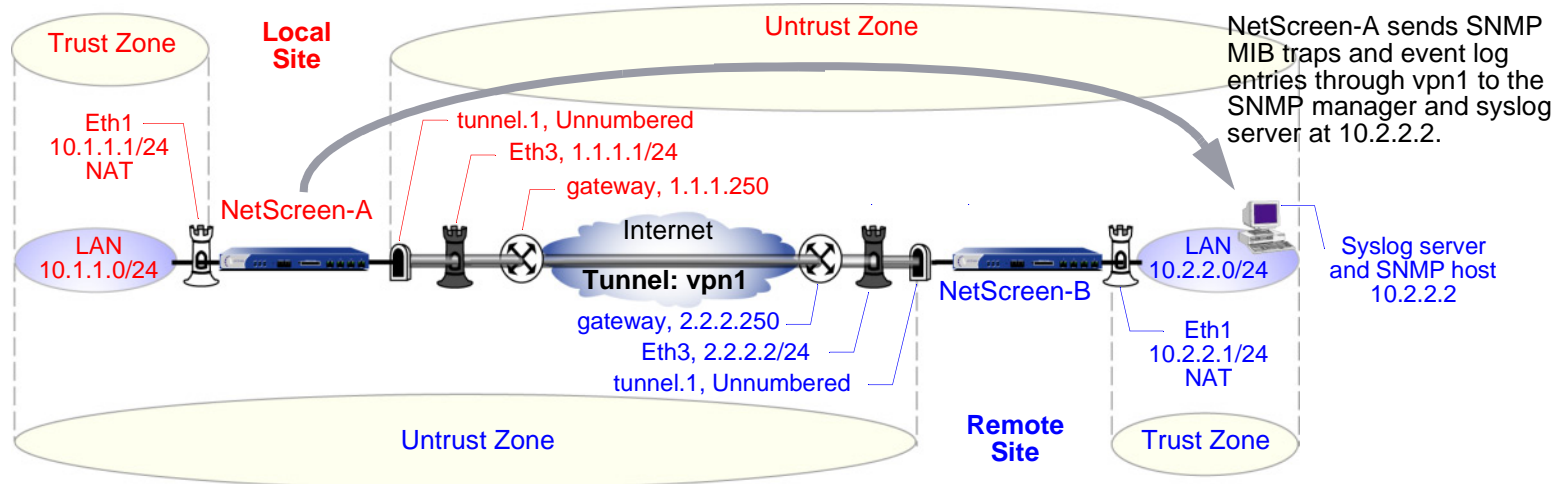 Trust Zone
Local
Site
Untrust Zone
NetScreen-A sends SNMP
MIB traps and event log
entries through vpn1 to the
SNMP manager and syslog
server at 10.2.2.2.
Eth1
10.1.1.1/24
NAT
tunnel.1, Unnumbered
Eth3, 1.1.1.1/24
gateway, 1.1.1.250
NetScreen-A
LAN
10.1.1.0/24
Internet
Tunnel: vpn1
gateway, 2.2.2.250
Eth3, 2.2.2.2/24
tunnel.1, Unnumbered
NetScreen-B
LAN
10.2.2.0/24
Syslog server
and SNMP host
10.2.2.2
Eth1
10.2.2.1/24
NAT
Untrust Zone
Remote
Site
Trust Zone